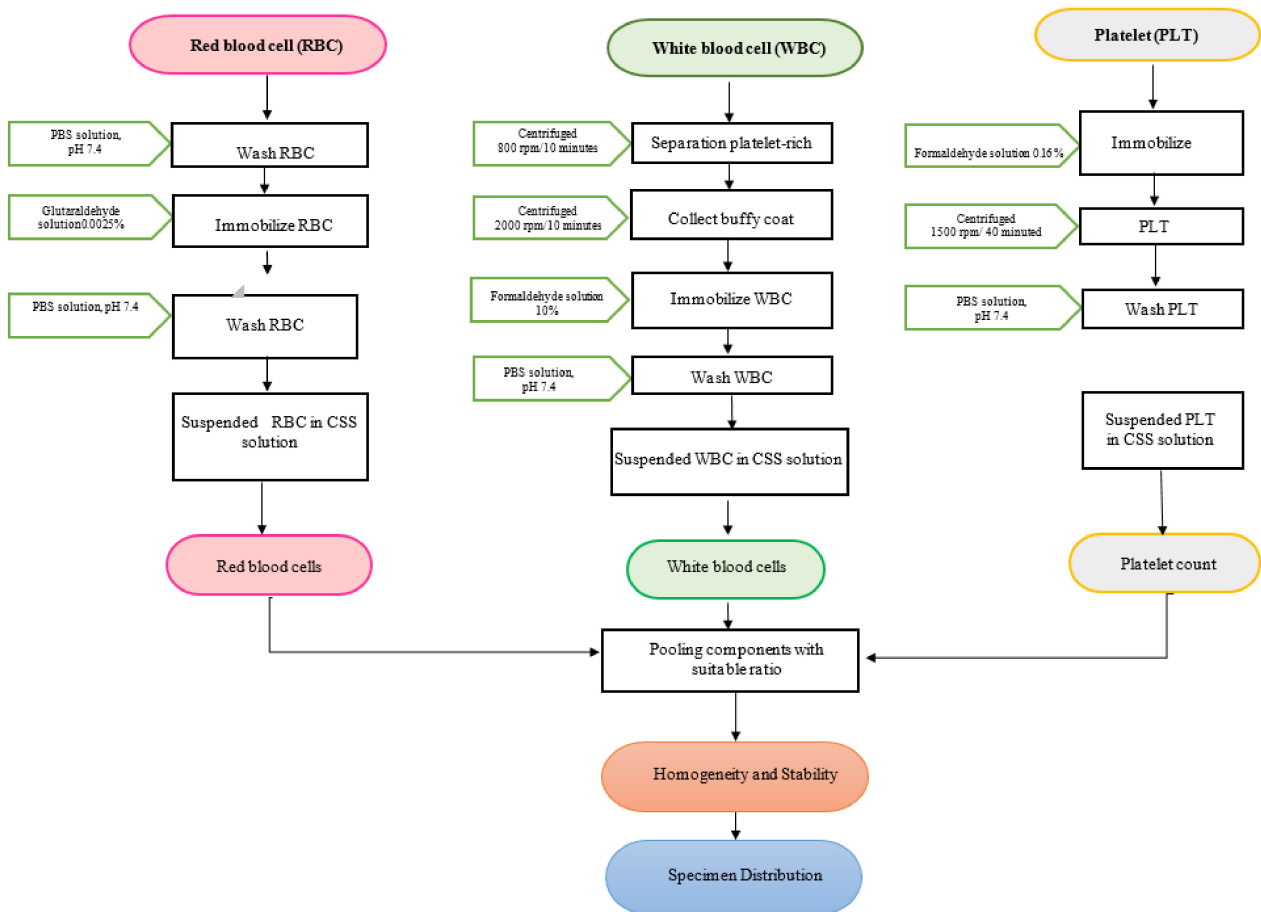 Red blood cell (RBC)
PBS solution,
pH 7.4
Wash RBC
Glutaraldehyde
solution0.0025%
Immobilize RBC
PBS solution, pH 7.4
Wash RBC
Suspended RBC in CSS
solution
Red blood cells
White blood cell (WBC)
Centrifuged
800 rpm/10 minutes
Separation platelet-rich
Centrifuged
2000 rpm/10 minutes
Collect buffy coat
Formaldehyde solution
10%
Immobilize WBC
PBS solution,
pH 7.4
Wash WBC
Suspended WBC in CSS solution
White blood cells
Platelet (PLT)
Formaldehyde solution 0.16%
Immobilize
Centrifuged
1500 rpm/ 40 minuted
PLT
PBS solution,
pH 7.4
Wash PLT
Suspended PLT
in CSS solution
Platelet count
Pooling components with
suitable ratio
Homogeneity and Stability
Specimen Distribution